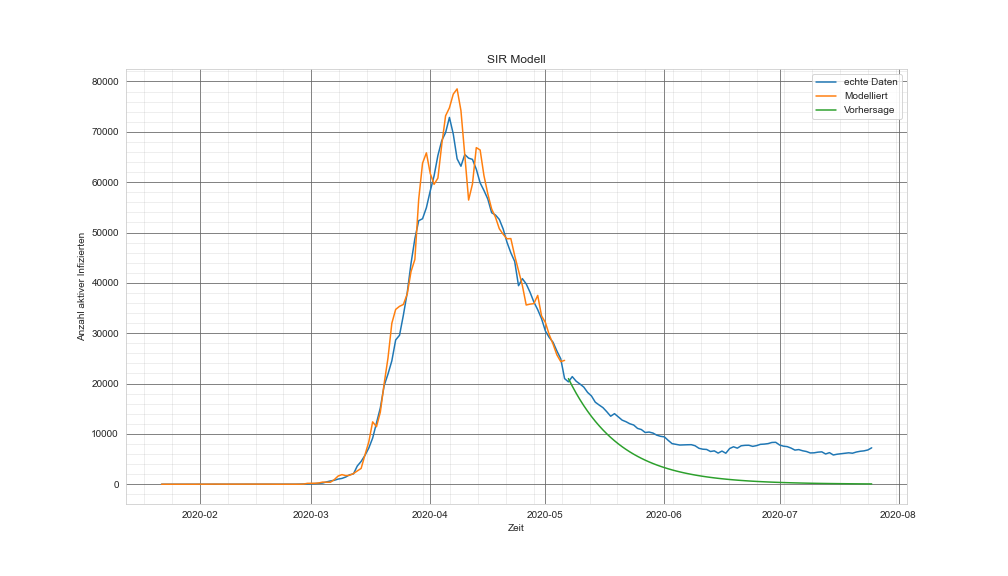 SIR Modell
echte Daten
Modelliert
Vorhersage
80000
70000
60000
50000
40000
30000
20000
10000
0
Anzahl aktiver Infizierten
2020-02 2020-03 2020-04 2020-05 2020-06 2020-07 2020-08
Zeit